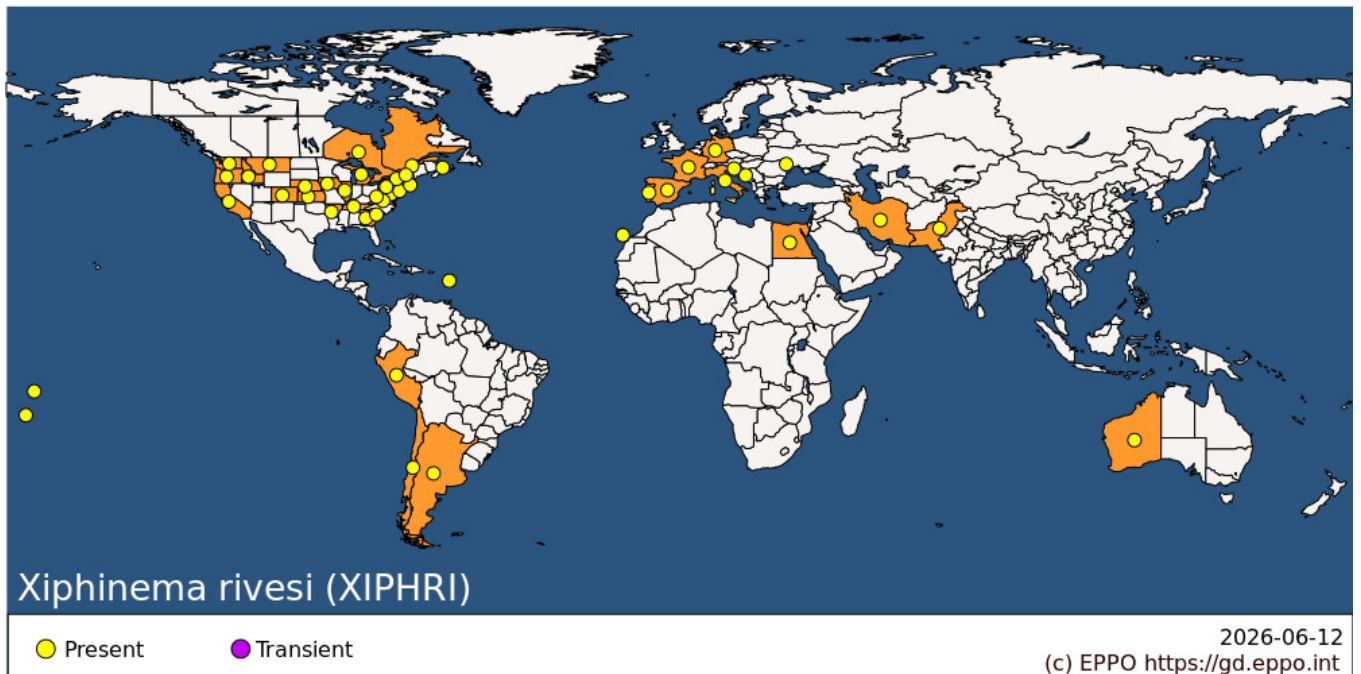 Xiphinema rivesi (XIPHRI)
Present
Transient
2026-06-12
(c) EPPO https://gd.eppo.int